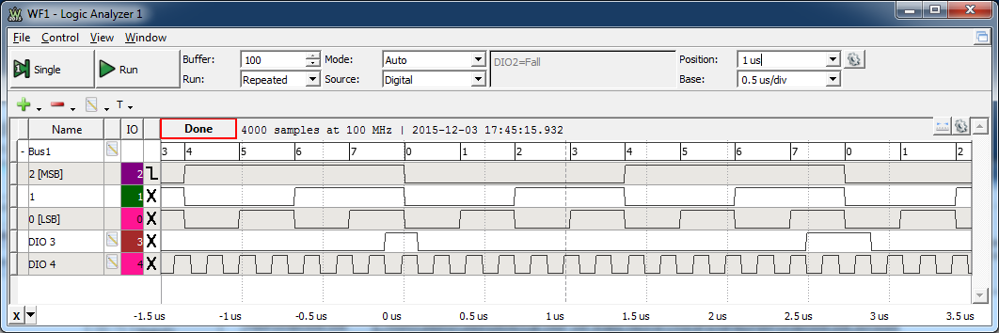 WF1 - Logic Analyzer 1
File Control View Window
Single Run Buffer: 100 Mode: Auto DIO2=Fall Position: 1 us
Run: Repeated Source: Digital Base: 0.5 us/div
T
Name IO Done 4000 samples at 100 MHz | 2015-12-03 17:45:15.932
- Bus1 3 4 5 6 7 0 1 2 3 4 5 6 7 0 1 2
2 [MSB] 2
1 1 X
0 [LSB] 0 X
DIO 3 3 X
DIO 4 4 X
X -1.5 us -1 us -0.5 us 0 us 0.5 us 1 us 1.5 us 2 us 2.5 us 3 us 3.5 us